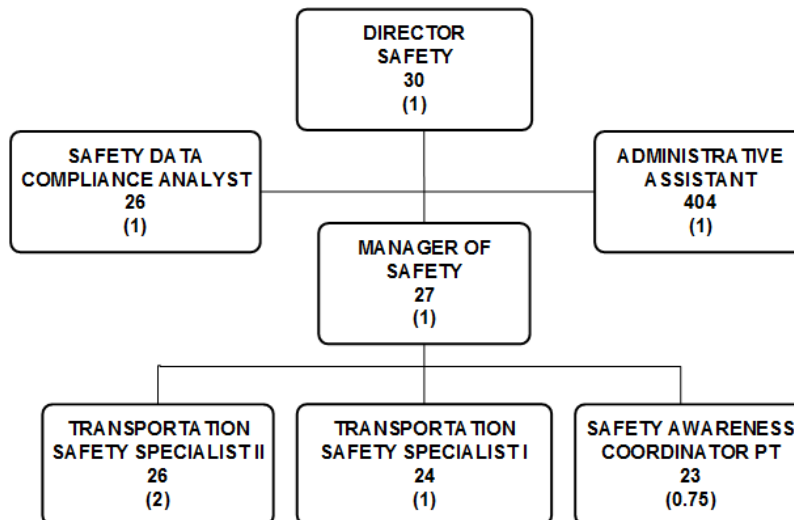 DIRECTOR
SAFETY
30
(1)
SAFETY DATA
COMPLIANCE ANALYST
26
(1)
ADMINISTRATIVE
ASSISTANT
404
(1)
MANAGER OF
SAFETY
27
(1)
TRANSPORTATION
SAFETY SPECIALIST II
26
(2)
TRANSPORTATION
SAFETY SPECIALIST I
24
(1)
SAFETY AWARENESS
COORDINATOR PT
23
(0.75)